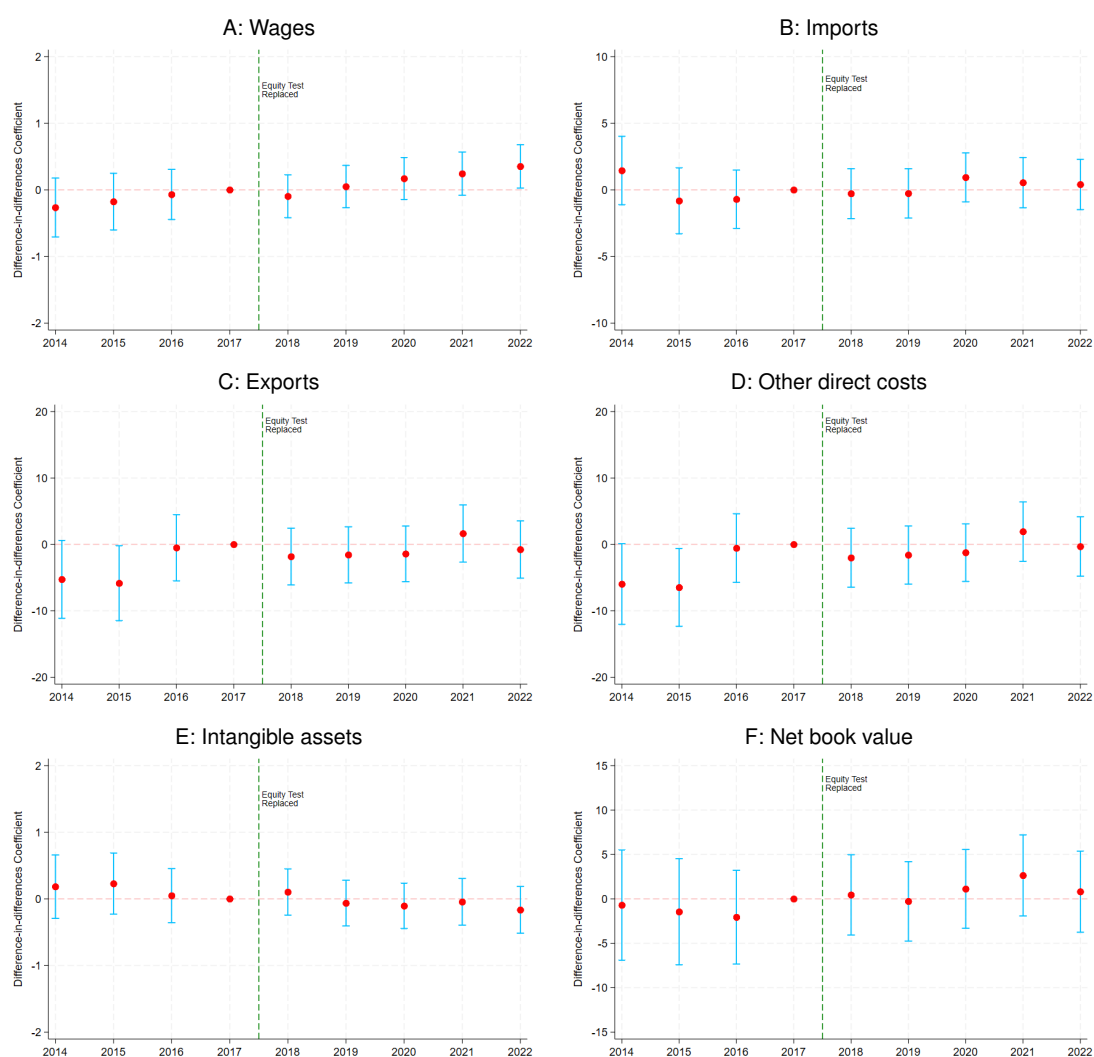 A: Wages
Difference-in-differences Coefficient
2
1
0
-1
-2
Equity Test
Replaced
2014 2015 2016 2017 2018 2019 2020 2021 2022
B: Imports
Difference-in-differences Coefficient
10
5
0
-5
-10
Equity Test
Replaced
2014 2015 2016 2017 2018 2019 2020 2021 2022
C: Exports
Difference-in-differences Coefficient
20
10
0
-10
-20
Equity Test
Replaced
2014 2015 2016 2017 2018 2019 2020 2021 2022
D: Other direct costs
Difference-in-differences Coefficient
20
10
0
-10
-20
Equity Test
Replaced
2014 2015 2016 2017 2018 2019 2020 2021 2022
E: Intangible assets
Difference-in-differences Coefficient
2
1
0
-1
-2
Equity Test
Replaced
2014 2015 2016 2017 2018 2019 2020 2021 2022
F: Net book value
Difference-in-differences Coefficient
15
10
5
0
-5
-10
-15
Equity Test
Replaced
2014 2015 2016 2017 2018 2019 2020 2021 2022